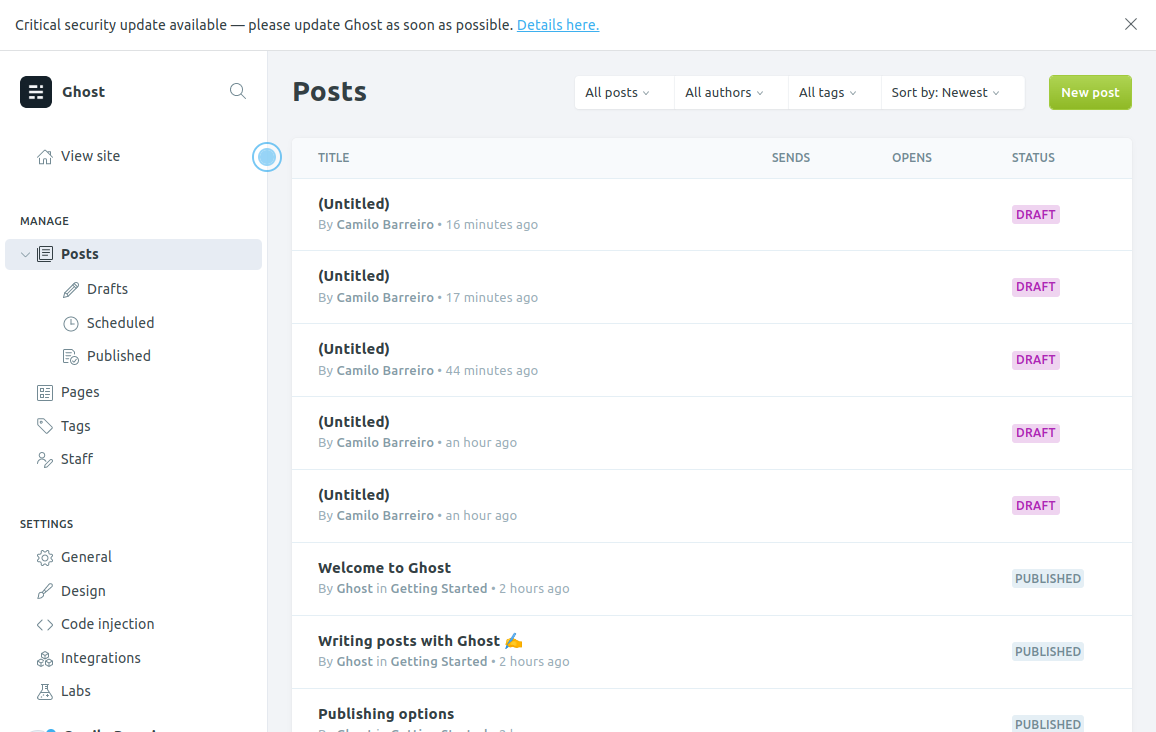 Critical security update available — please update Ghost as soon as possible. Details here.
Ghost
View site
MANAGE
Posts
Drafts
Scheduled
Published
Pages
Tags
Staff
SETTINGS
General
Design
Code injection
Integrations
Labs
Posts
All posts
All authors
All tags
Sort by: Newest
New post
TITLE SENDS OPENS STATUS
(Untitled)
By Camilo Barreiro • 16 minutes ago
DRAFT
(Untitled)
By Camilo Barreiro • 17 minutes ago
DRAFT
(Untitled)
By Camilo Barreiro • 44 minutes ago
DRAFT
(Untitled)
By Camilo Barreiro • an hour ago
DRAFT
(Untitled)
By Camilo Barreiro • an hour ago
DRAFT
Welcome to Ghost
By Ghost in Getting Started • 2 hours ago
PUBLISHED
Writing posts with Ghost ✍️
By Ghost in Getting Started • 2 hours ago
PUBLISHED
Publishing options
PUBLISHED